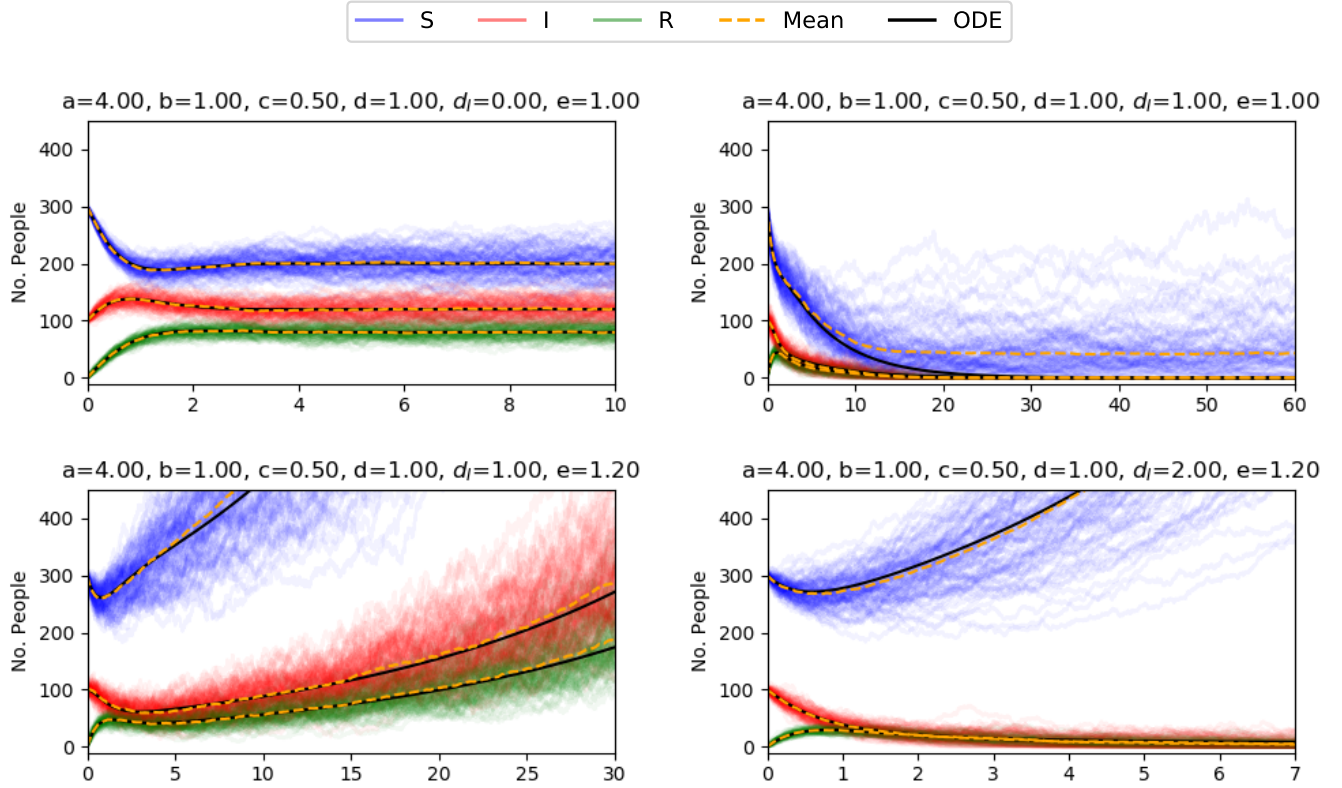 S I R Mean ODE
a=4.00, b=1.00, c=0.50, d=1.00, d_I=0.00, e=1.00
No. People
400
300
200
100
0
0 2 4 6 8 10
a=4.00, b=1.00, c=0.50, d=1.00, d_I=1.00, e=1.00
No. People
400
300
200
100
0
0 10 20 30 40 50 60
a=4.00, b=1.00, c=0.50, d=1.00, d_I=1.00, e=1.20
No. People
400
300
200
100
0
0 5 10 15 20 25 30
a=4.00, b=1.00, c=0.50, d=1.00, d_I=2.00, e=1.20
No. People
400
300
200
100
0
0 1 2 3 4 5 6 7